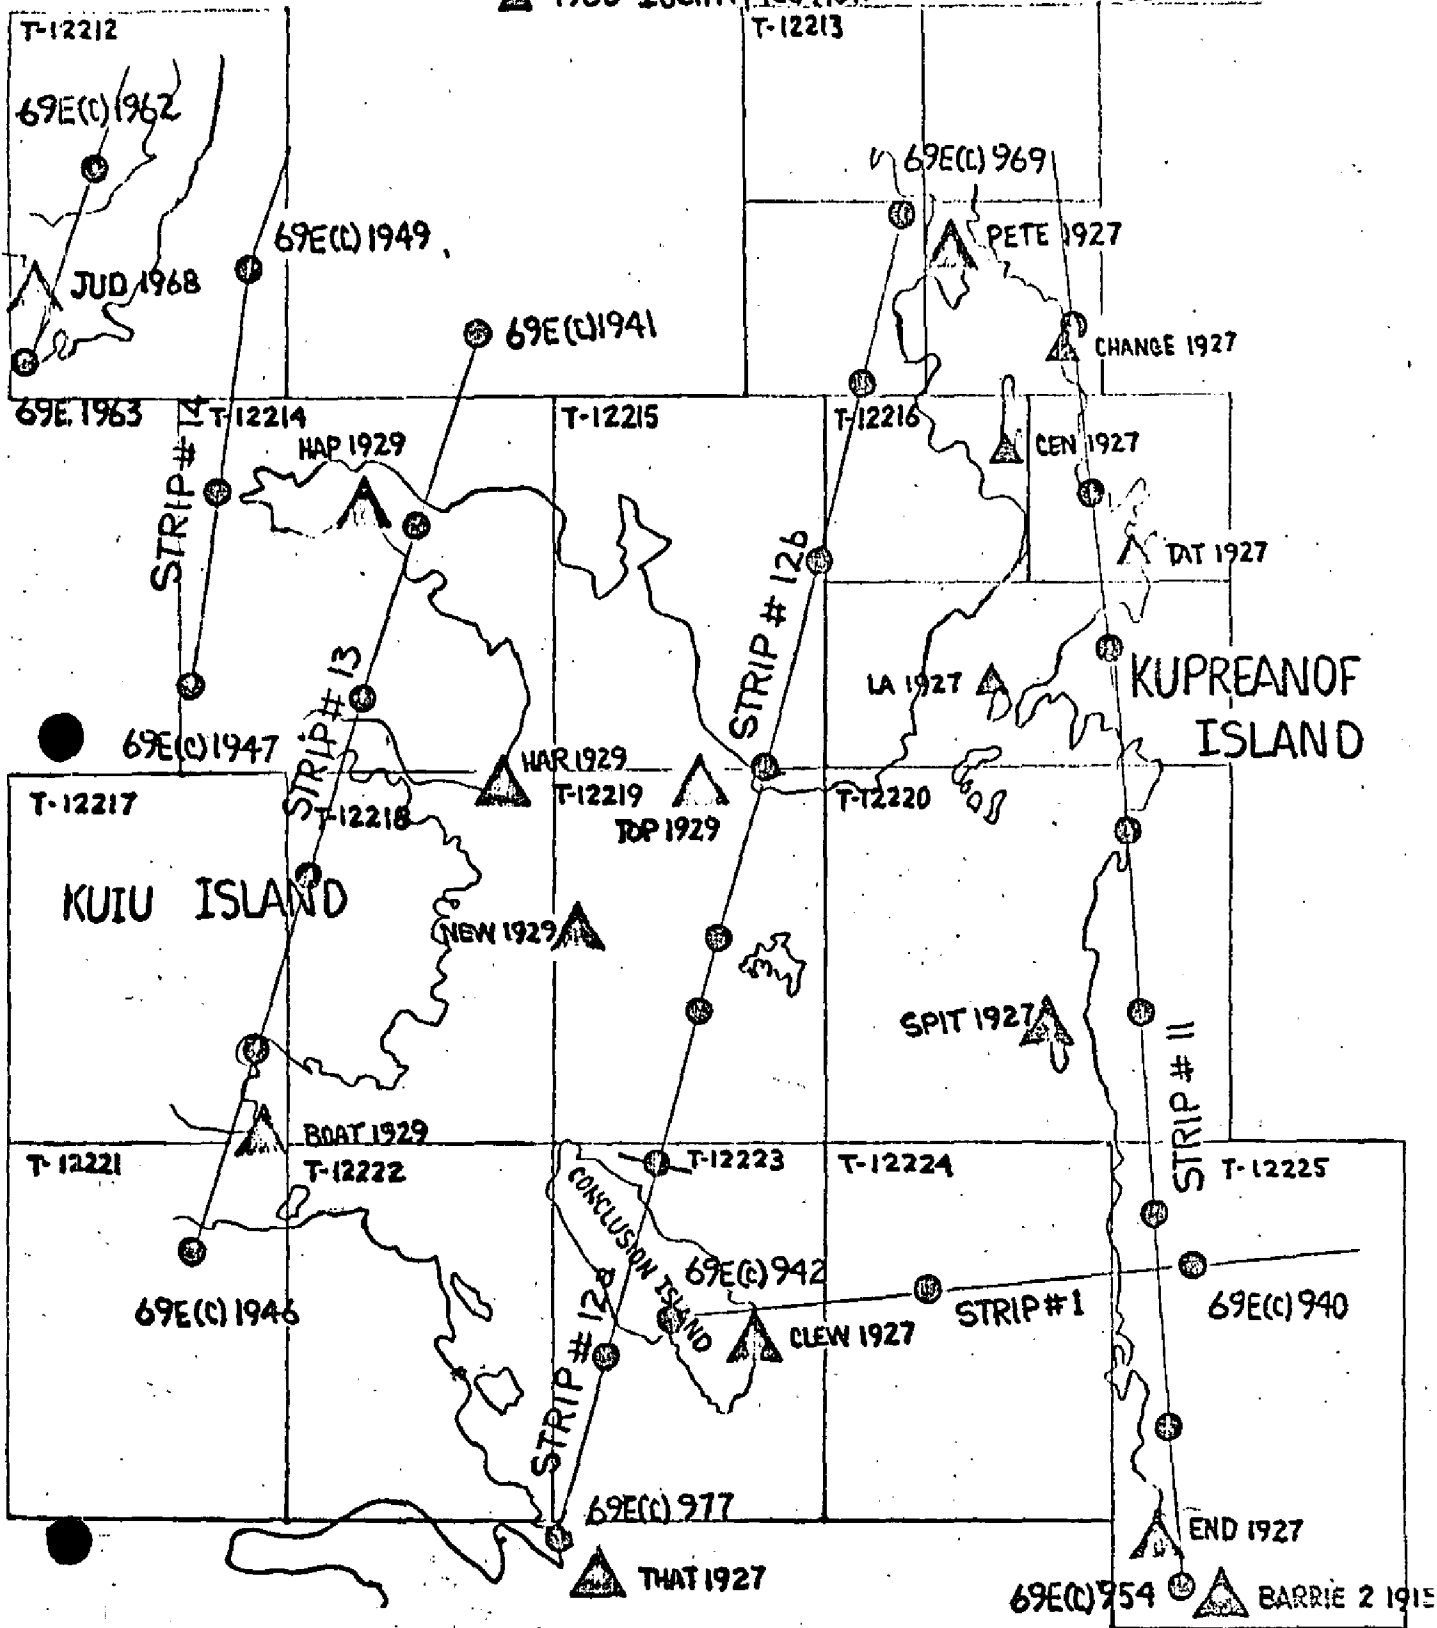 T-12212
T-12213
69E(C)1962
69E(C)969
69E(C)1949
PETE 1927
JUD 1968
69E(C)1941
CHANGE 1927
69E.1963
T-12214
T-12215
T-12216
HAP 1929
CEN 1927
STRIP #14
TAT 1927
STRIP # 12b
STRIP # 13
LA 1927
KUPREANOF
ISLAND
69E(C)1947
HAR 1929
T-12217
T-12218
T-12219
T-12220
TOP 1929
KUIU ISLAND
NEW 1929
SPIT 1927
STRIP # 11
BOAT 1929
T-12221
T-12222
T-12223
T-12224
T-12225
CONCLUSION ISLAND
69E(C)942
69E(C)1946
STRIP #1
69E(C)940
CLEW 1927
STRIP # 12a
69E(C)977
END 1927
THAT 1927
69E(C)954
BARRIE 2 191